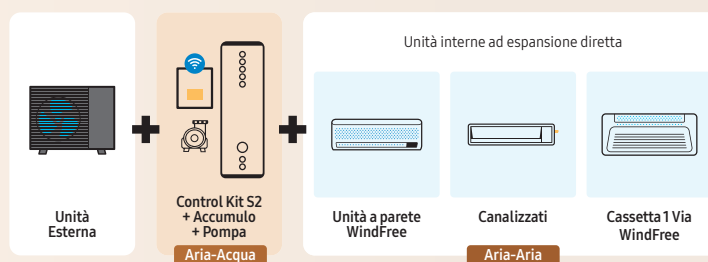 Unità interne ad espansione diretta
Unità
Esterna
Control Kit S2
+ Accumulo
+ Pompa
Aria-Acqua
Unità a parete
WindFree
Canalizzati
Cassetta 1 Via
WindFree
Aria-Aria